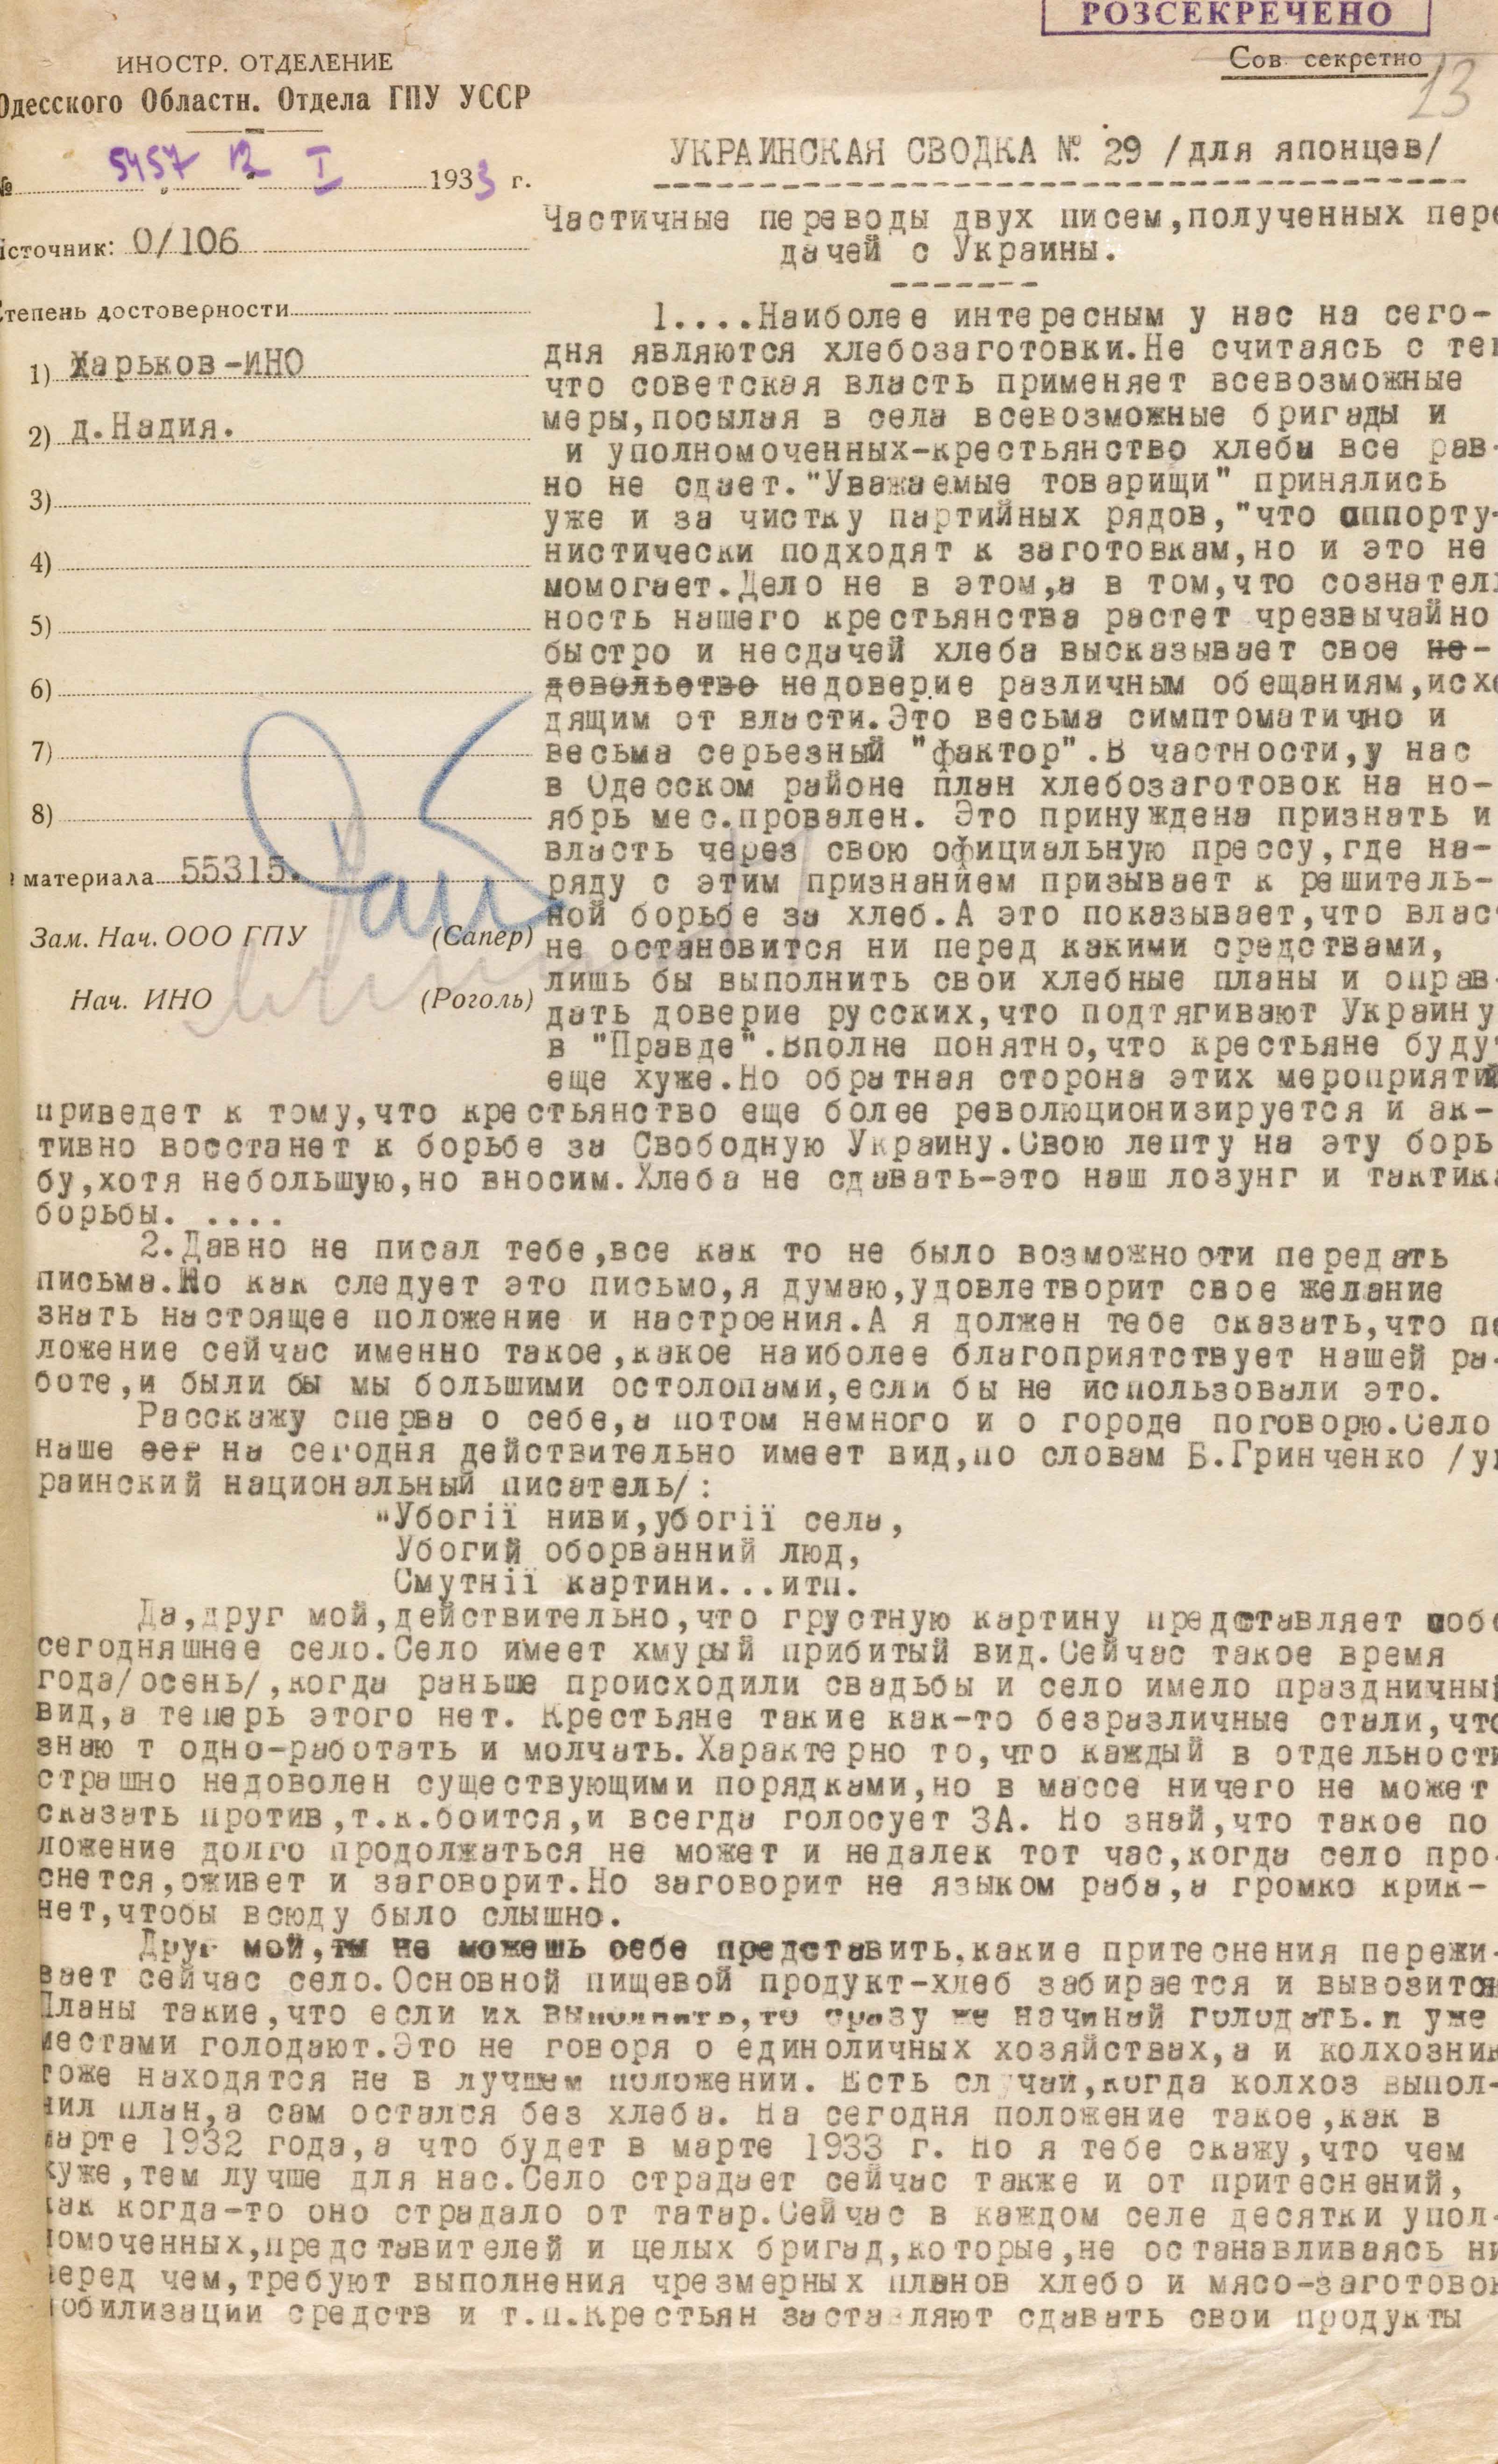 РОЗСЕКРЕЧЕНО
Сов секретно
13
ИНОСТР. ОТДЕЛЕНИЕ
Одесского Областн. Отдела ГПУ УССР
№ 5457 12 I 1933 г.
источник: О/106
Степень достоверности
1) Харьков-ИНО
2) д.Надия.
3)
4)
5)
6)
7)
8)
материала 55315.
Зам. Нач. ООО ГПУ (Сапер)
Нач. ИНО (Роголь)
УКРАИНСКАЯ СВОДКА № 29 /для японцев/
Частичные переводы двух писем,полученных пере
дачей с Украины.
1....Наиболее интересным у нас на сего-
дня являются хлебозаготовки.Не считаясь с тем
что советская власть применяет всевозможные
меры,посылая в села всевозможные бригады и
и уполномоченных-крестьянство хлеба все рав-
но не сдает."Уважаемые товарищи" принялись
уже и за чистку партийных рядов,"что оппорту-
нистически подходят к заготовкам,но и это не
момогает.Дело не в этом,а в том,что сознатель
ность нашего крестьянства растет чрезвычайно
быстро и несдачей хлеба высказывает свое не-
довольство недоверие различным обещаниям,исхо
дящим от власти.Это весьма симптоматично и
весьма серьезный "фактор".В частности,у нас
в Одесском районе план хлебозаготовок на но-
ябрь мес.провален. Это принуждена признать и
власть через свою официальную прессу,где на-
ряду с этим признанием призывает к решитель-
ной борьбе за хлеб.А это показывает,что власт
не остановится ни перед какими средствами,
лишь бы выполнить свои хлебные планы и оправ-
дать доверие русских,что подтягивают Украину
в "Правде".Вполне понятно,что крестьяне будут
еще хуже.Но обратная сторона этих мероприятий
приведет к тому,что крестьянство еще более революционизируется и ак-
тивно восстанет к борьбе за Свободную Украину.Свою лепту на эту борь
бу,хотя небольшую,но вносим.Хлеба не сдавать-это наш лозунг и тактика
борьбы. ....
2.Давно не писал тебе,все как то не было возможности передать
письма.Но как следует это письмо,я думаю,удовлетворит свое желание
знать настоящее положение и настроения.А я должен тебе сказать,что по
ложение сейчас именно такое,какое наиболее благоприятствует нашей ра-
боте,и были бы мы большими остолопами,если бы не использовали это.
Расскажу сперва о себе,а потом немного и о городе поговорю.Село
наше сег на сегодня действительно имеет вид,по словам Б.Гринченко /ук
раинский национальный писатель/:
"Убогії ниви,убогії села,
Убогий оборванний люд,
Смутнії картини...итп.
Да,друг мой,действительно,что грустную картину представляет собо
сегодняшнее село.Село имеет хмурый прибитый вид.Сейчас такое время
года/осень/,когда раньше происходили свадьбы и село имело праздничный
вид,а теперь этого нет. Крестьяне такие как-то безразличные стали,что
знаю т одно-работать и молчать.Характерно то,что каждый в отдельности
страшно недоволен существующими порядками,но в массе ничего не может
сказать против,т.к.боится,и всегда голосует ЗА. Но знай,что такое по
ложение долго продолжаться не может и недалек тот час,когда село про-
снется,оживет и заговорит.Но заговорит не языком раба,а громко крик-
нет,чтобы всюду было слышно.
Друг мой,ты не можешь себе представить,какие притеснения пережи-
вает сейчас село.Основной пищевой продукт-хлеб забирается и вывозится
Планы такие,что если их выполнить,то сразу же начинай голодать.И уже
местами голодают.Это не говоря о единоличных хозяйствах,а и колхозник
тоже находятся не в лучшем положении. Есть случаи,когда колхоз выпол-
нил план,а сам остался без хлеба. На сегодня положение такое,как в
марте 1932 года,а что будет в марте 1933 г. Но я тебе скажу,что чем
хуже,тем лучше для нас.Село страдает сейчас также и от притеснений,
как когда-то оно страдало от татар.Сейчас в каждом селе десятки упол-
номоченных,представителей и целых бригад,которые,не останавливаясь ни
перед чем,требуют выполнения чрезмерных планов хлебо и мясо-заготовок
мобилизации средств и т.п.Крестьян заставляют сдавать свои продукты